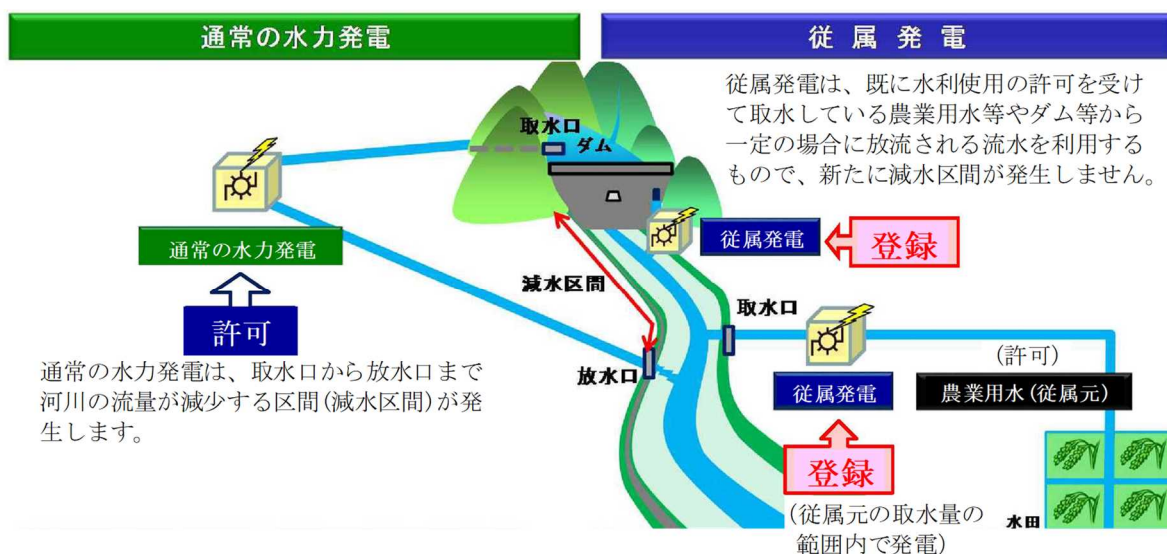 通常の水力発電
従属発電
従属発電は、既に水利使用の許可を受け
て取水している農業用水等やダム等から
一定の場合に放流される流水を利用する
もので、新たに減水区間が発生しません。
取水口
ダム
通常の水力発電
従属発電
登録
減水区間
許可
取水口
放水口
(許可)
通常の水力発電は、取水口から放水口まで
河川の流量が減少する区間(減水区間)が発
生します。
従属発電
農業用水(従属元)
登録
(従属元の取水量の
範囲内で発電)
水田